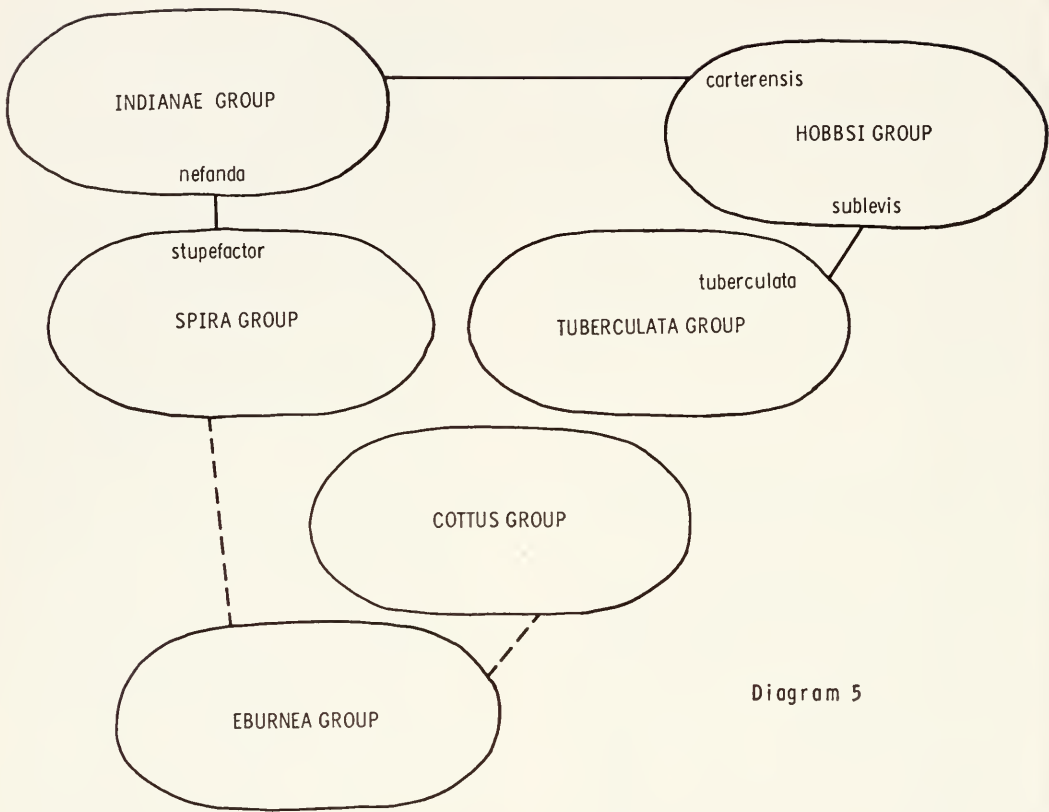 INDIANAE GROUP
nefanda
carterensis
HOBBSI GROUP
sublevis
stupefactor
SPIRA GROUP
tuberculata
TUBERCULATA GROUP
COTTUS GROUP
EBURNEA GROUP
Diagram 5